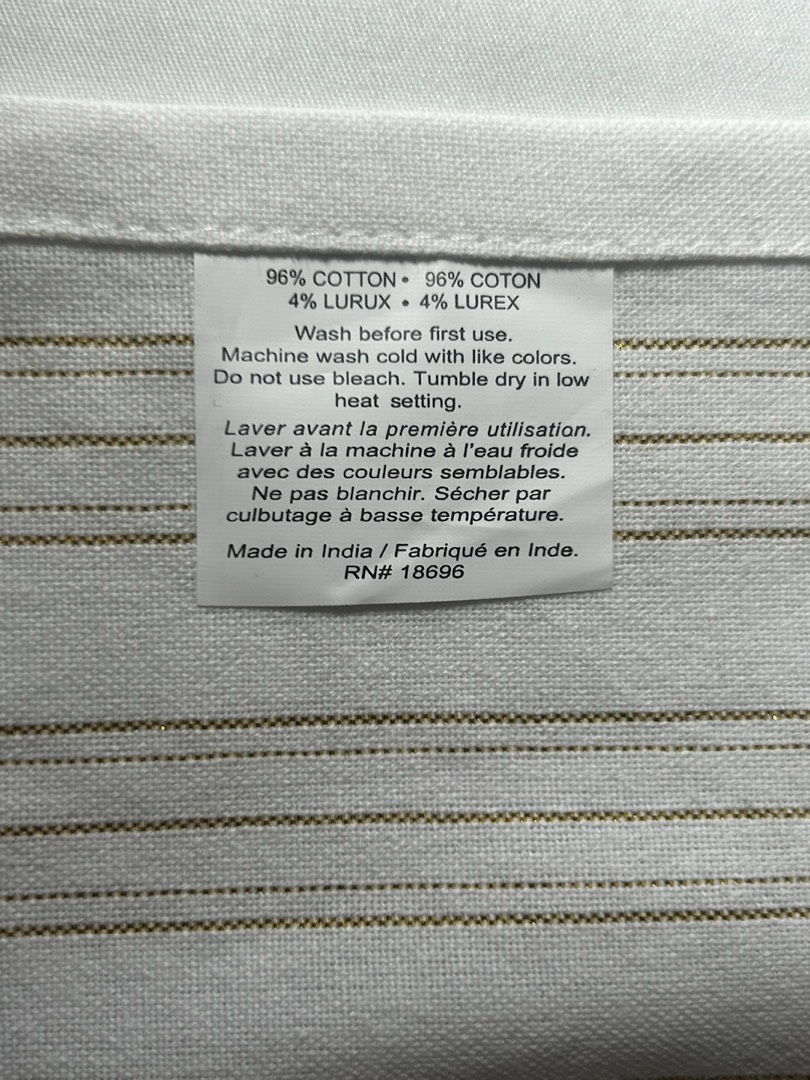 96% COTTON • 96% COTON
4% LURUX • 4% LUREX
Wash before first use.
Machine wash cold with like colors.
Do not use bleach. Tumble dry in low
heat setting.
Laver avant la première utilisation.
Laver à la machine à l'eau froide
avec des couleurs semblables.
Ne pas blanchir. Sécher par
culbutage à basse température.
Made in India / Fabriqué en Inde.
RN# 18696